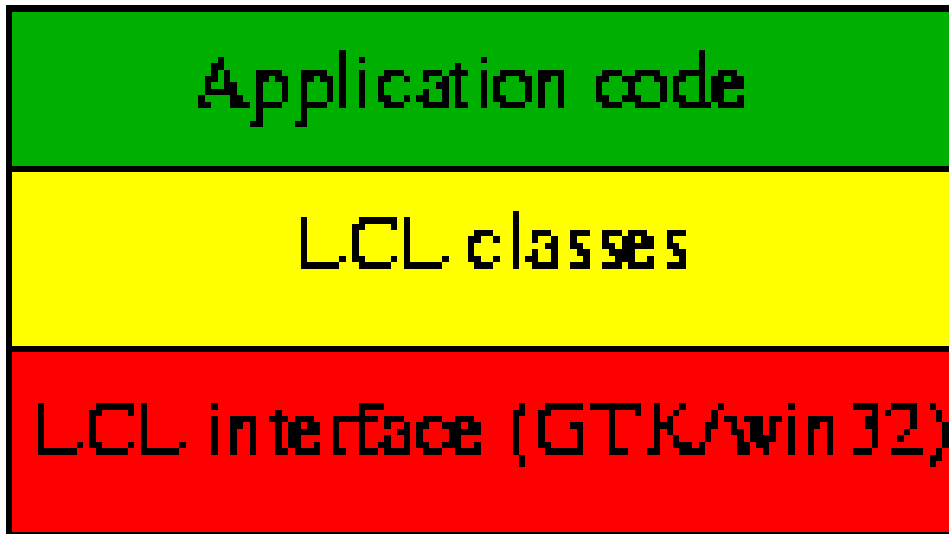 Application code
LCL classes
LCL interface (GTK/win32)